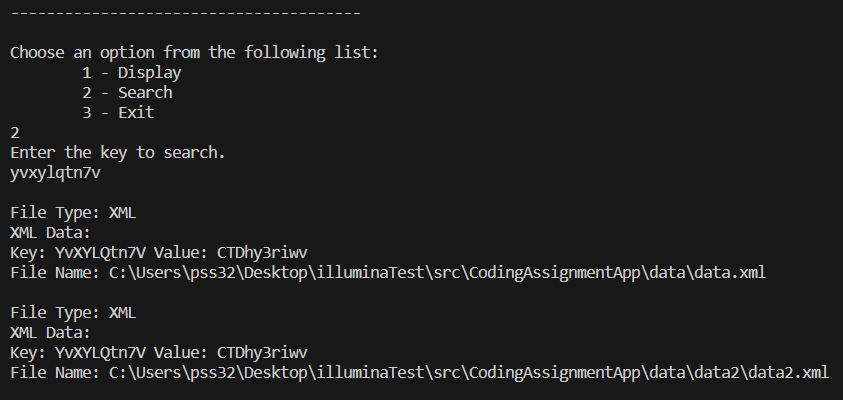 ---------------------------------------
Choose an option from the following list:
1 - Display
2 - Search
3 - Exit
2
Enter the key to search.
yvxylqtn7v
File Type: XML
XML Data:
Key: YvXYLQtn7V Value: CTDhy3riwv
File Name: C:\Users\pss32\Desktop\illuminaTest\src\CodingAssignmentApp\data\data.xml
File Type: XML
XML Data:
Key: YvXYLQtn7V Value: CTDhy3riwv
File Name: C:\Users\pss32\Desktop\illuminaTest\src\CodingAssignmentApp\data\data2\data2.xml